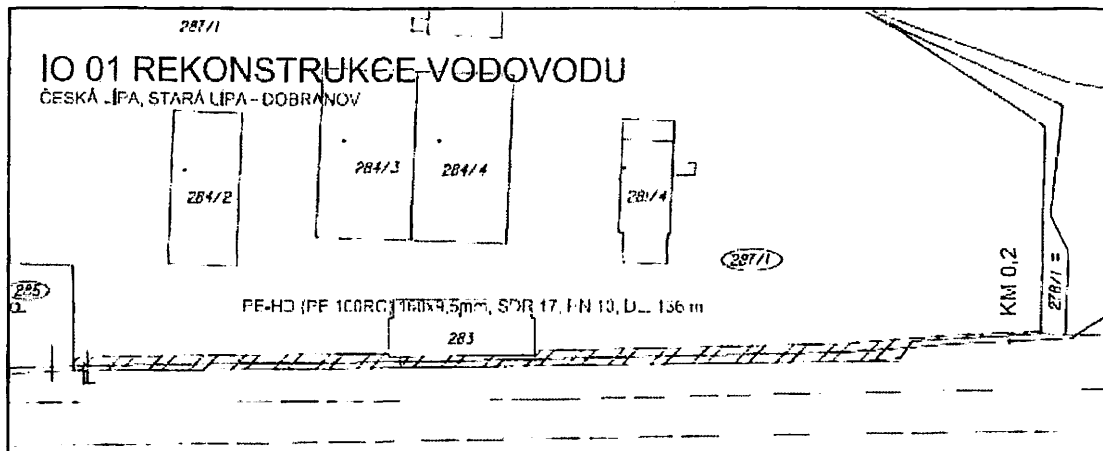 287/1
IO 01 REKONSTRUKCE VODOVODU
ČESKÁ LÍPA, STARÁ LÍPA - DOBRANOV
284/2
284/3
284/4
281/4
287/1
285
KM 0,2
278/1 =
PE-HD (PE 100RC) 160x9,5mm, SDR 17, PN 10, DL. 136 m
283